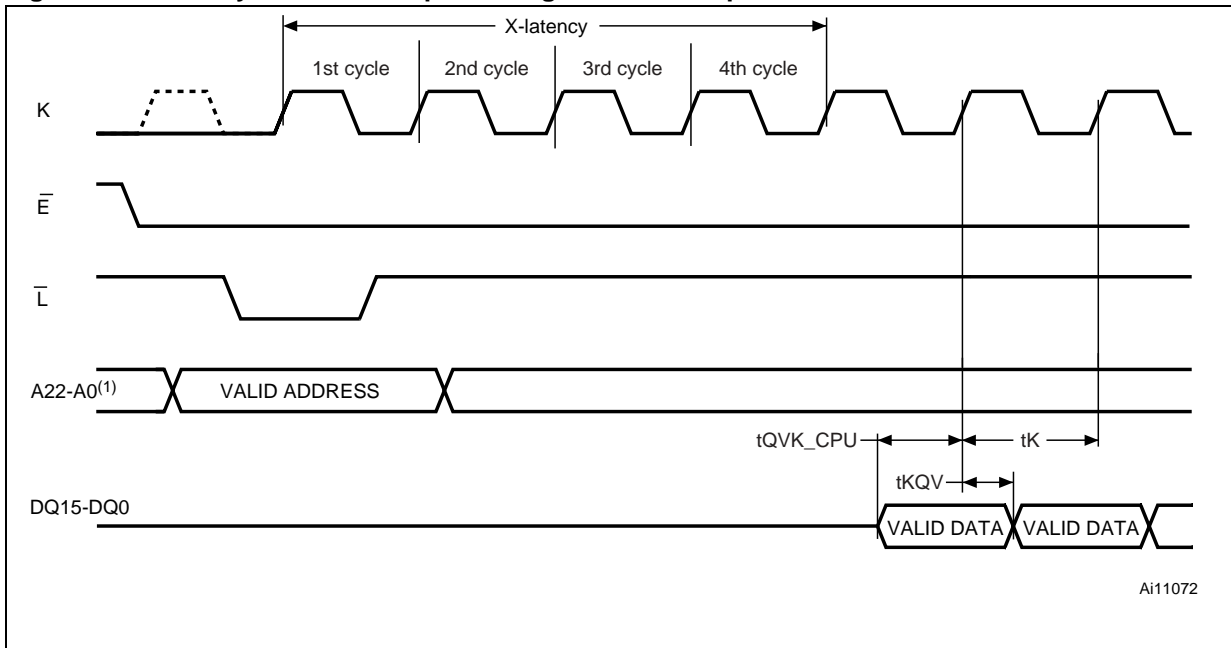 X-latency
1st cycle 2nd cycle 3rd cycle 4th cycle
K
E
L
A22-A0(1) VALID ADDRESS
tQVK_CPU tK
tKQV
DQ15-DQ0
VALID DATA VALID DATA
Ai11072